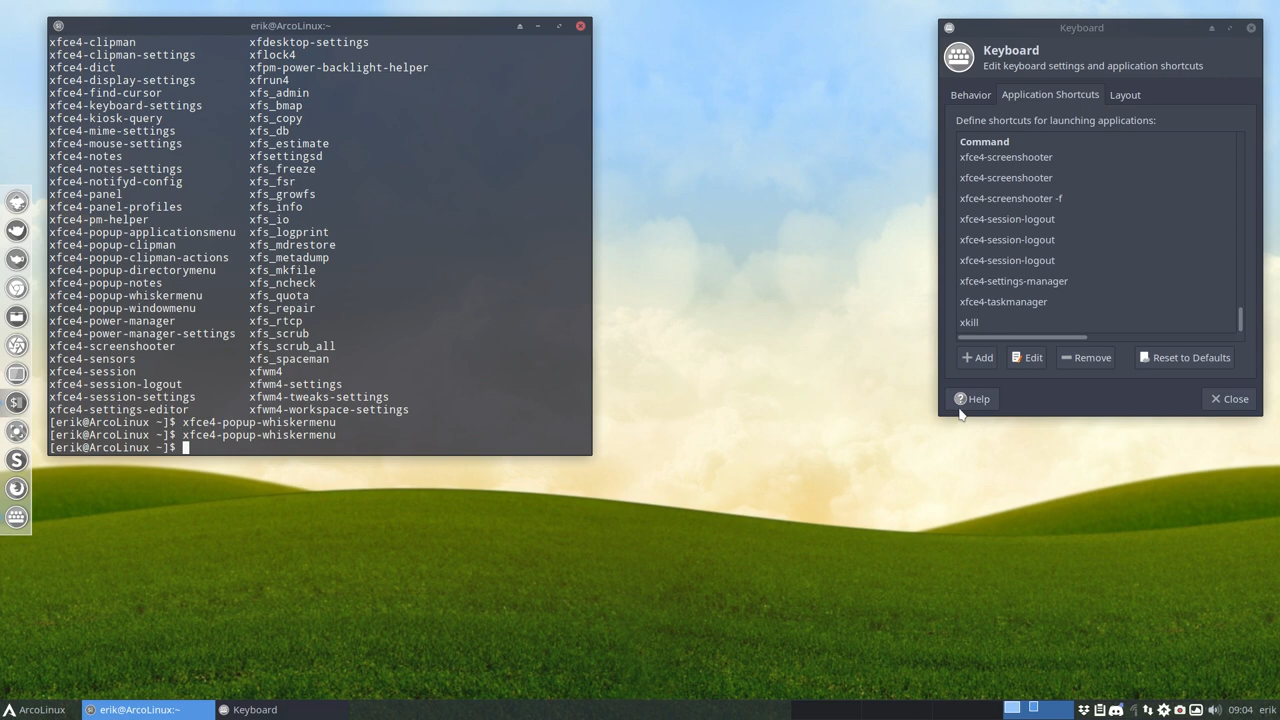 erik@ArcoLinux:~
xfce4-clipman xfdesktop-settings
xfce4-clipman-settings xflock4
xfce4-dict xfpm-power-backlight-helper
xfce4-display-settings xfrun4
xfce4-find-cursor xfs_admin
xfce4-keyboard-settings xfs_bmap
xfce4-kiosk-query xfs_copy
xfce4-mime-settings xfs_db
xfce4-mouse-settings xfs_estimate
xfce4-notes xfsettingsd
xfce4-notes-settings xfs_freeze
xfce4-notifyd-config xfs_fsr
xfce4-panel xfs_growfs
xfce4-panel-profiles xfs_info
xfce4-pm-helper xfs_io
xfce4-popup-applicationsmenu xfs_logprint
xfce4-popup-clipman xfs_mdrestore
xfce4-popup-clipman-actions xfs_metadump
xfce4-popup-directorymenu xfs_mkfile
xfce4-popup-notes xfs_ncheck
xfce4-popup-whiskermenu xfs_quota
xfce4-popup-windowmenu xfs_repair
xfce4-power-manager xfs_rtcp
xfce4-power-manager-settings xfs_scrub
xfce4-screenshooter xfs_scrub_all
xfce4-sensors xfs_spaceman
xfce4-session xfwm4
xfce4-session-logout xfwm4-settings
xfce4-session-settings xfwm4-tweaks-settings
xfce4-settings-editor xfwm4-workspace-settings
[erik@ArcoLinux ~]$ xfce4-popup-whiskermenu
[erik@ArcoLinux ~]$ xfce4-popup-whiskermenu
[erik@ArcoLinux ~]$
Keyboard
Keyboard
Edit keyboard settings and application shortcuts
Behavior Application Shortcuts Layout
Define shortcuts for launching applications:
Command
xfce4-screenshooter
xfce4-screenshooter
xfce4-screenshooter -f
xfce4-session-logout
xfce4-session-logout
xfce4-session-logout
xfce4-settings-manager
xfce4-taskmanager
xkill
Add Edit Remove Reset to Defaults
Help Close
ArcoLinux erik@ArcoLinux:~ Keyboard 09:04 erik